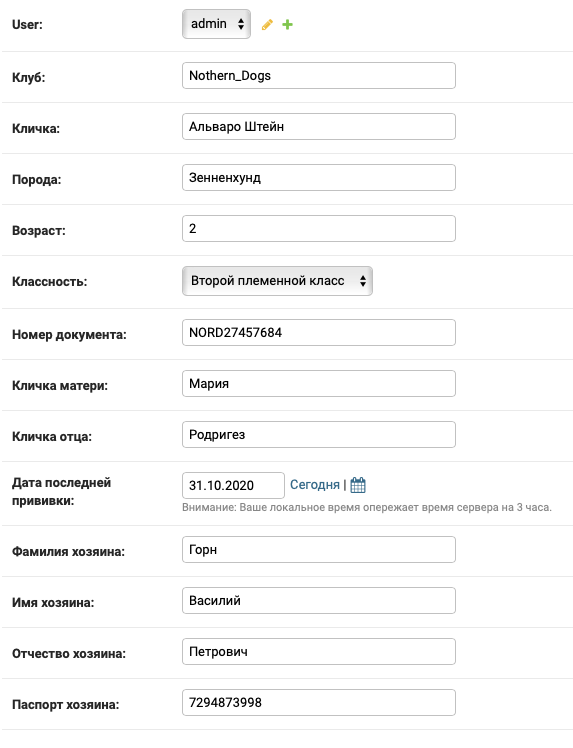 User: admin
Клуб: Nothern_Dogs
Кличка: Альваро Штейн
Порода: Зенненхунд
Возраст: 2
Классность: Второй племенной класс
Номер документа: NORD27457684
Кличка матери: Мария
Кличка отца: Родригез
Дата последней прививки: 31.10.2020 Сегодня |
Внимание: Ваше локальное время опережает время сервера на 3 часа.
Фамилия хозяина: Горн
Имя хозяина: Василий
Отчество хозяина: Петрович
Паспорт хозяина: 7294873998